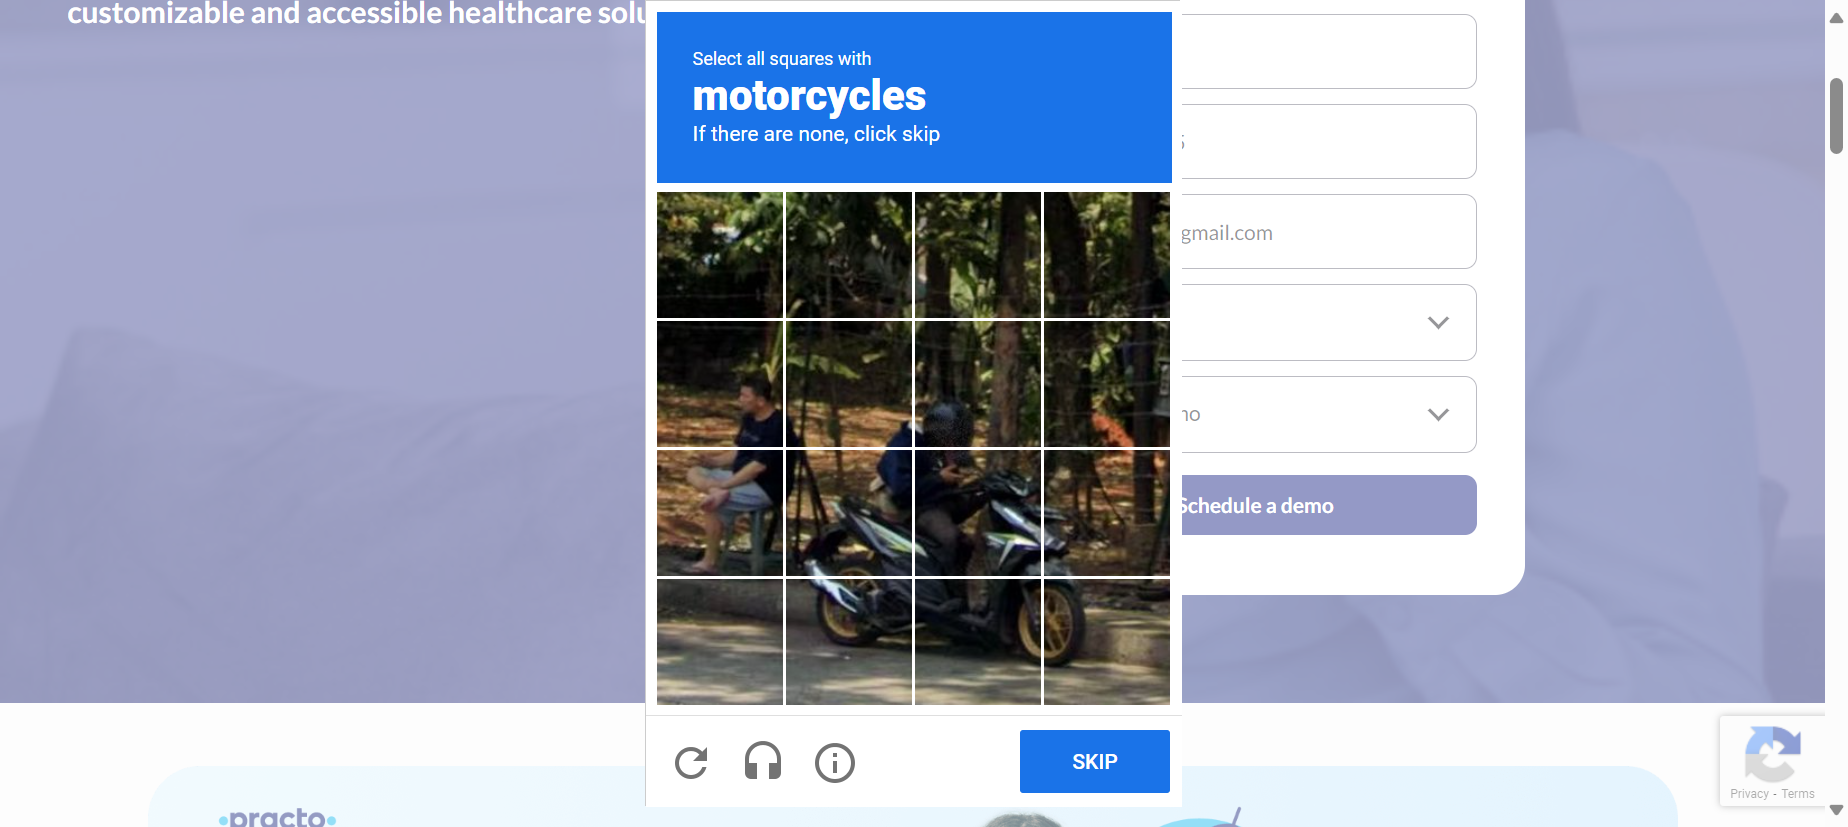 customizable and accessible healthcare solu
Select all squares with
motorcycles
If there are none, click skip
gmail.com
Schedule a demo
SKIP
Privacy - Terms
practo